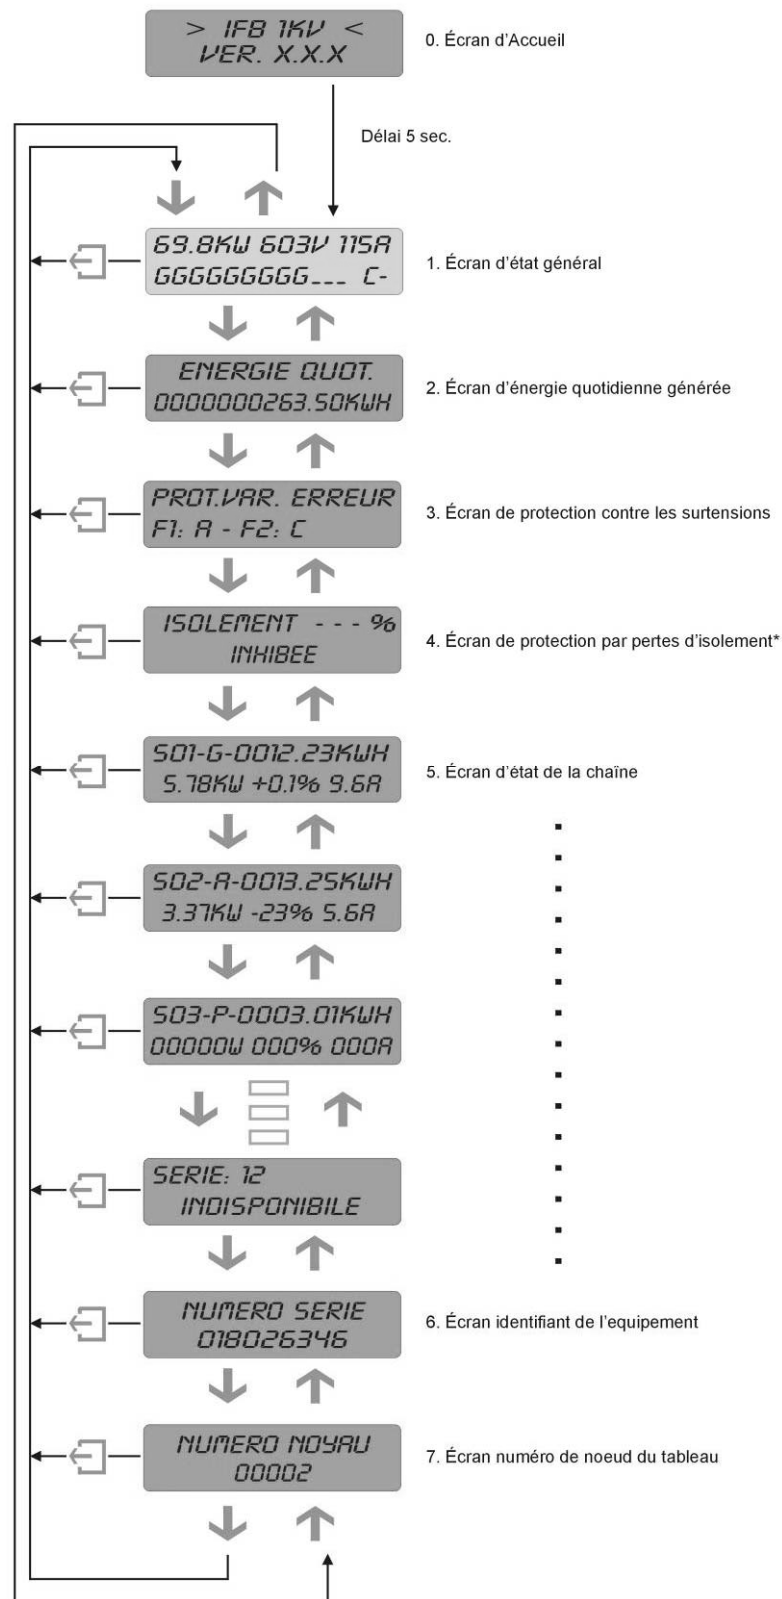 > IFB 1KV <
VER. X.X.X
0. Écran d'Accueil
Délai 5 sec.
69.8KW 603V 115A
GGGGGGGGG___ C-
1. Écran d'état général
ENERGIE QUOT.
0000000263.50KWH
2. Écran d'énergie quotidienne générée
PROT.VAR. ERREUR
F1: A - F2: C
3. Écran de protection contre les surtensions
ISOLEMENT - - - %
INHIBEE
4. Écran de protection par pertes d'isolement*
S01-G-0012.23KWH
5.78KW +0.1% 9.6A
5. Écran d'état de la chaîne
S02-A-0013.25KWH
3.37KW -23% 5.6A
S03-P-0003.01KWH
00000W 000% 000A
SERIE: 12
INDISPONIBILE
NUMERO SERIE
018026346
6. Écran identifiant de l'equipement
NUMERO NOYAU
00002
7. Écran numéro de noeud du tableau